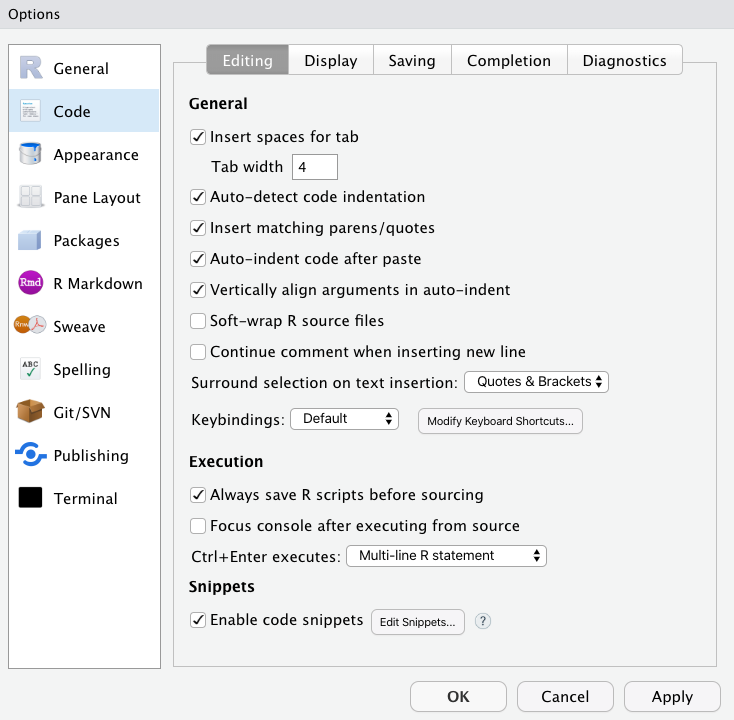 Options
General
Code
Appearance
Pane Layout
Packages
Rmd R Markdown
Rnw Sweave
ABC Spelling
Git/SVN
Publishing
Terminal
Editing Display Saving Completion Diagnostics
General
Insert spaces for tab
Tab width 4
Auto-detect code indentation
Insert matching parens/quotes
Auto-indent code after paste
Vertically align arguments in auto-indent
Soft-wrap R source files
Continue comment when inserting new line
Surround selection on text insertion: Quotes & Brackets
Keybindings: Default Modify Keyboard Shortcuts...
Execution
Always save R scripts before sourcing
Focus console after executing from source
Ctrl+Enter executes: Multi-line R statement
Snippets
Enable code snippets Edit Snippets... ?
OK Cancel Apply